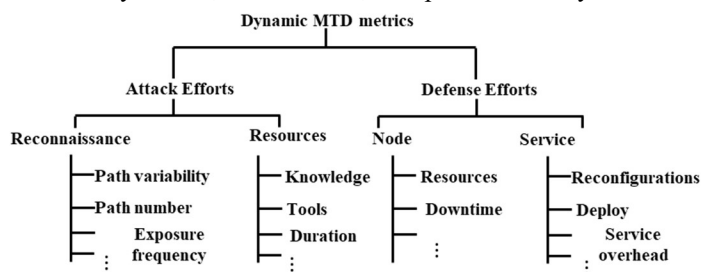 Dynamic MTD metrics
Attack Efforts
Defense Efforts
Reconnaissance
Resources
Node
Service
Path variability
Path number
Exposure
frequency
⋮
Knowledge
Tools
Duration
⋮
Resources
Downtime
⋮
Reconfigurations
Deploy
Service
overhead
⋮